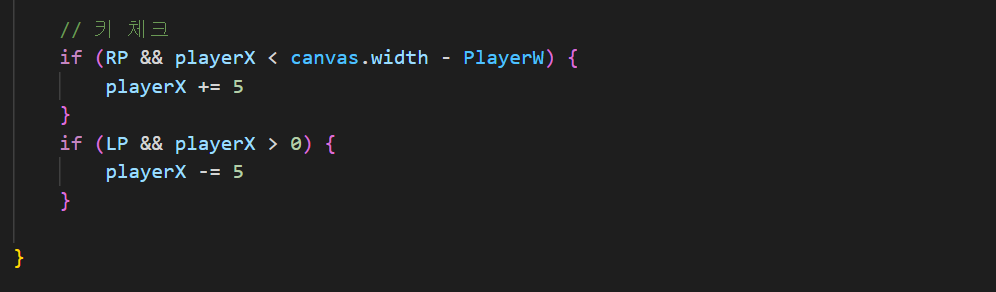 // 키 체크
if (RP && playerX < canvas.width - PlayerW) {
playerX += 5
}
if (LP && playerX > 0) {
playerX -= 5
}
}